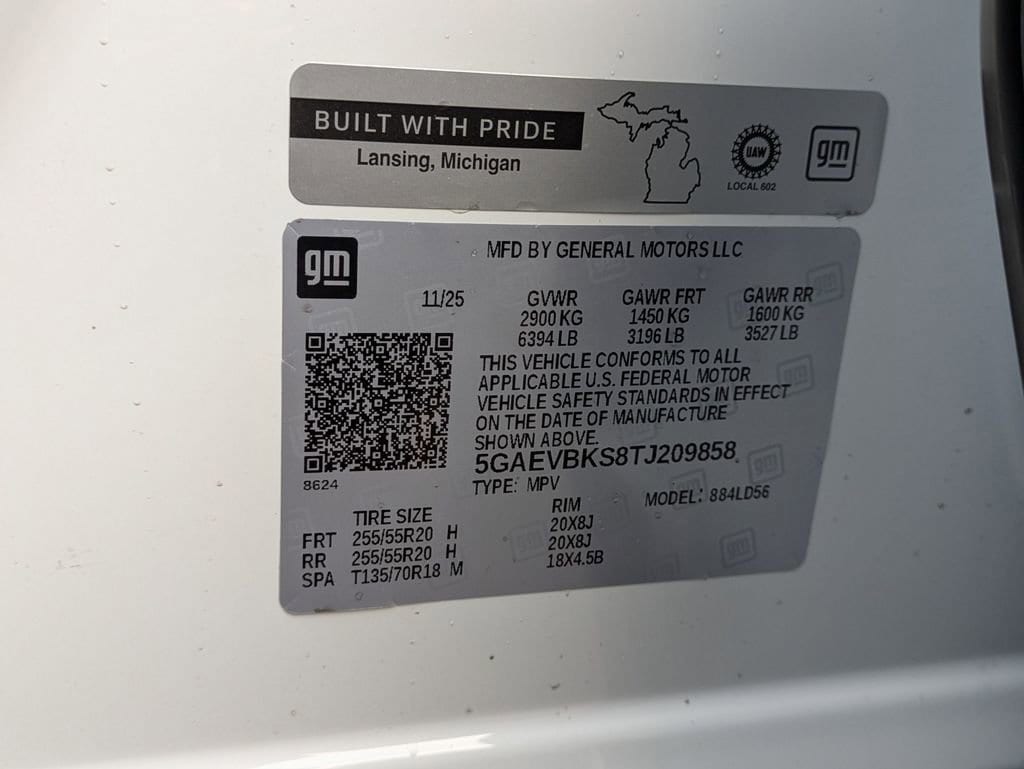 BUILT WITH PRIDE
Lansing, Michigan
UAW
LOCAL 602
gm
gm
MFD BY GENERAL MOTORS LLC
11/25 GVWR GAWR FRT GAWR RR
2900 KG 1450 KG 1600 KG
6394 LB 3196 LB 3527 LB
THIS VEHICLE CONFORMS TO ALL
APPLICABLE U.S. FEDERAL MOTOR
VEHICLE SAFETY STANDARDS IN EFFECT
ON THE DATE OF MANUFACTURE
SHOWN ABOVE.
5GAEVBKS8TJ209858
8624
TYPE: MPV MODEL: 884LD56
TIRE SIZE RIM
FRT 255/55R20 H 20X8J
RR 255/55R20 H 20X8J
SPA T135/70R18 M 18X4.5B